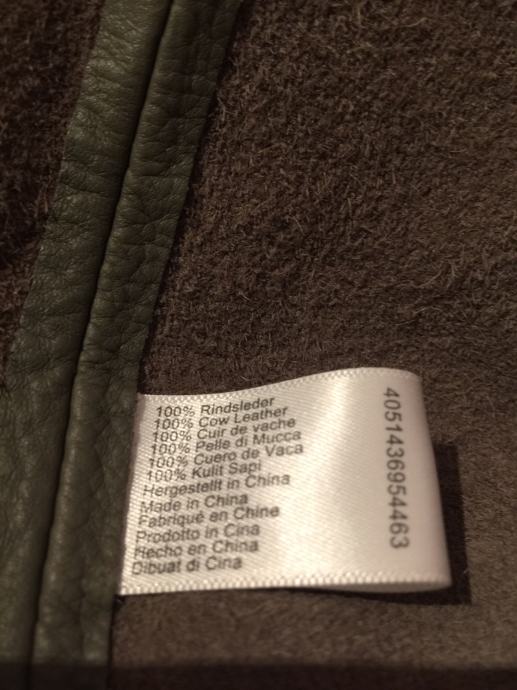 100% Rindsleder
100% Cow Leather
100% Cuir de vache
100% Pelle di Mucca
100% Cuero de Vaca
100% Kulit Sapi
Hergestellt in China
Made in China
Fabriqué en Chine
Prodotto in Cina
Hecho en China
Dibuat di Cina
4051436954463